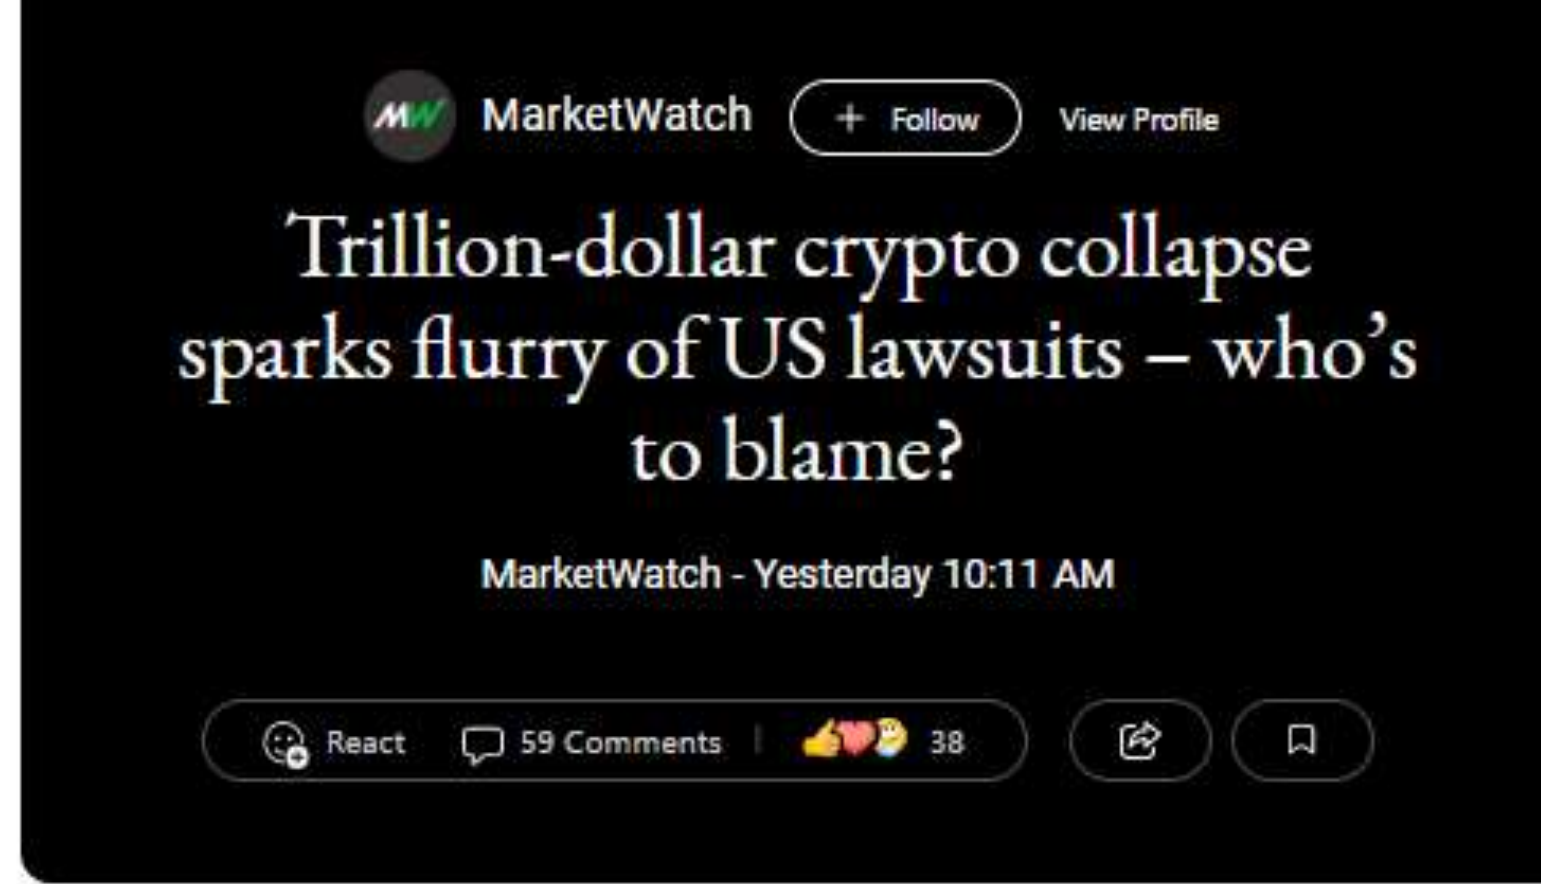 MW MarketWatch + Follow View Profile
Trillion-dollar crypto collapse
sparks flurry of US lawsuits – who’s
to blame?
MarketWatch - Yesterday 10:11 AM
React 59 Comments | 38